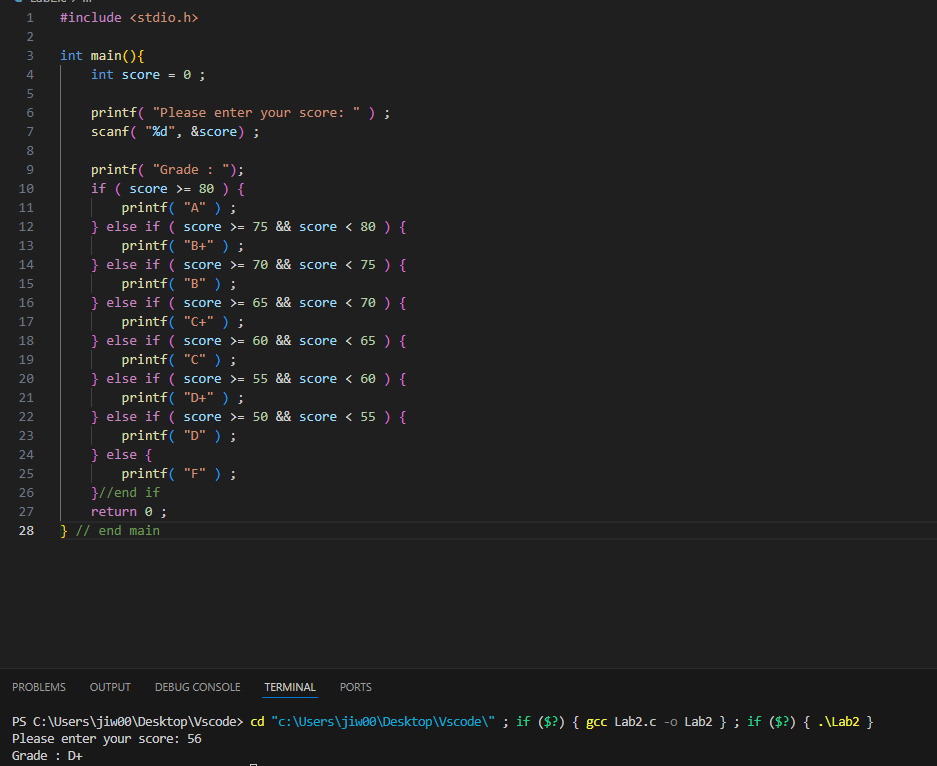 1 #include <stdio.h>
2
3 int main(){
4     int score = 0 ;
5
6     printf( "Please enter your score: " ) ;
7     scanf( "%d", &score) ;
8
9     printf( "Grade : ");
10     if ( score >= 80 ) {
11         printf( "A" ) ;
12     } else if ( score >= 75 && score < 80 ) {
13         printf( "B+" ) ;
14     } else if ( score >= 70 && score < 75 ) {
15         printf( "B" ) ;
16     } else if ( score >= 65 && score < 70 ) {
17         printf( "C+" ) ;
18     } else if ( score >= 60 && score < 65 ) {
19         printf( "C" ) ;
20     } else if ( score >= 55 && score < 60 ) {
21         printf( "D+" ) ;
22     } else if ( score >= 50 && score < 55 ) {
23         printf( "D" ) ;
24     } else {
25         printf( "F" ) ;
26     }//end if
27     return 0 ;
28 } // end main
PROBLEMS OUTPUT DEBUG CONSOLE TERMINAL PORTS
PS C:\Users\jiw00\Desktop\Vscode> cd "c:\Users\jiw00\Desktop\Vscode\" ; if ($?) { gcc Lab2.c -o Lab2 } ; if ($?) { .\Lab2 }
Please enter your score: 56
Grade : D+